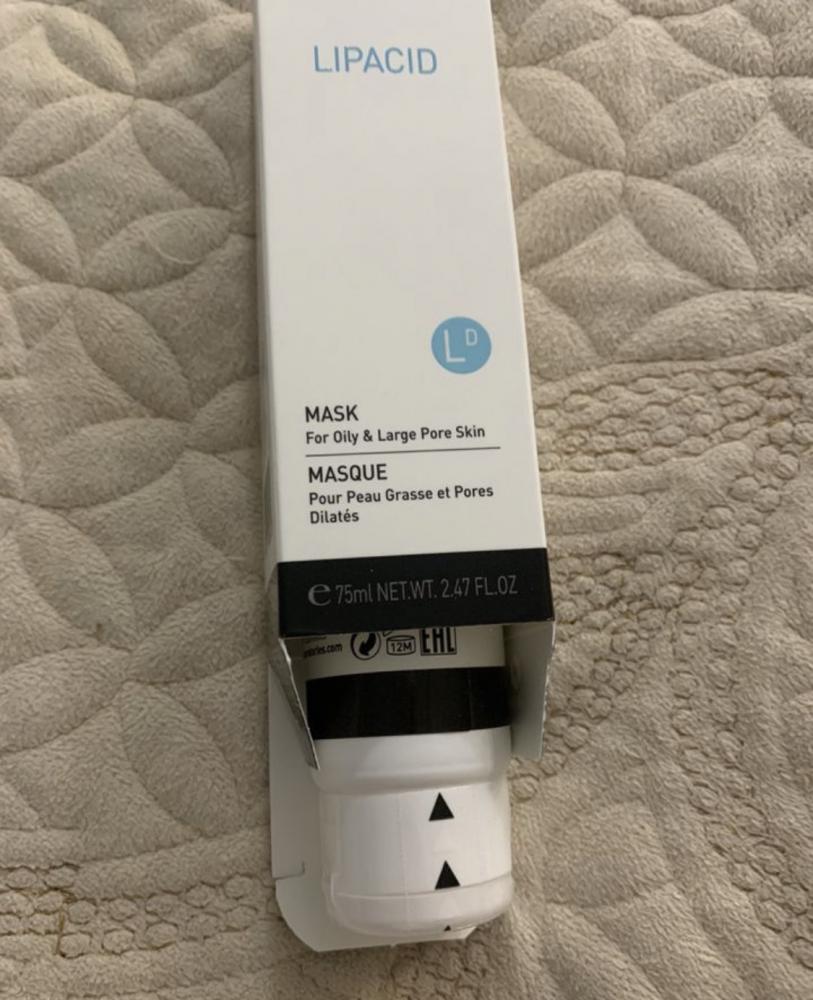 LIPACID
LD
MASK
For Oily & Large Pore Skin
MASQUE
Pour Peau Grasse et Pores
Dilatés
e 75ml NET.WT. 2.47 FL.OZ
12M EAC